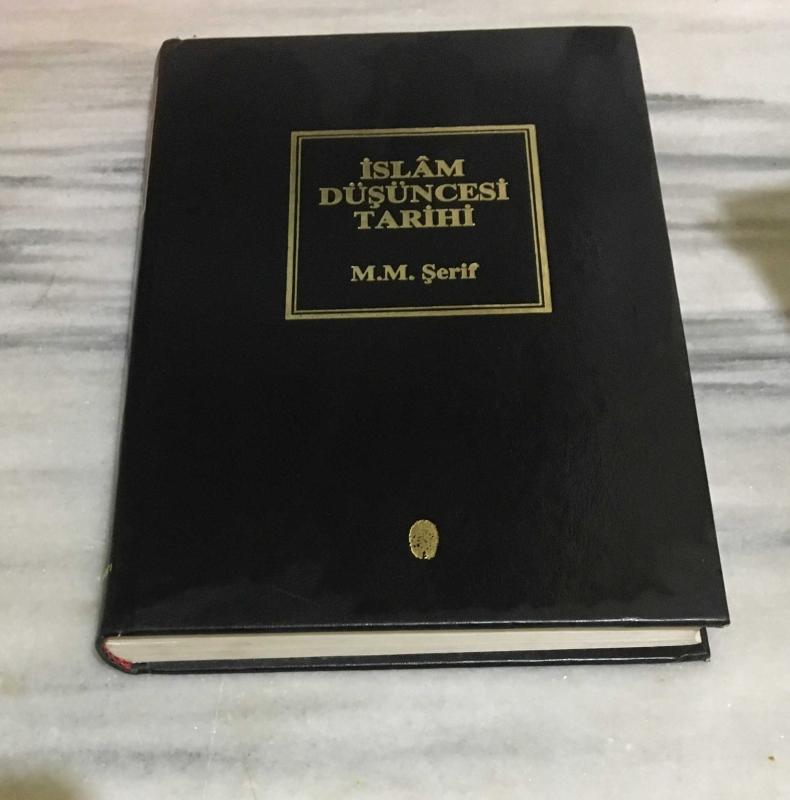 İSLÂM
DÜŞÜNCESİ
TARİHİ
M.M. Şerif